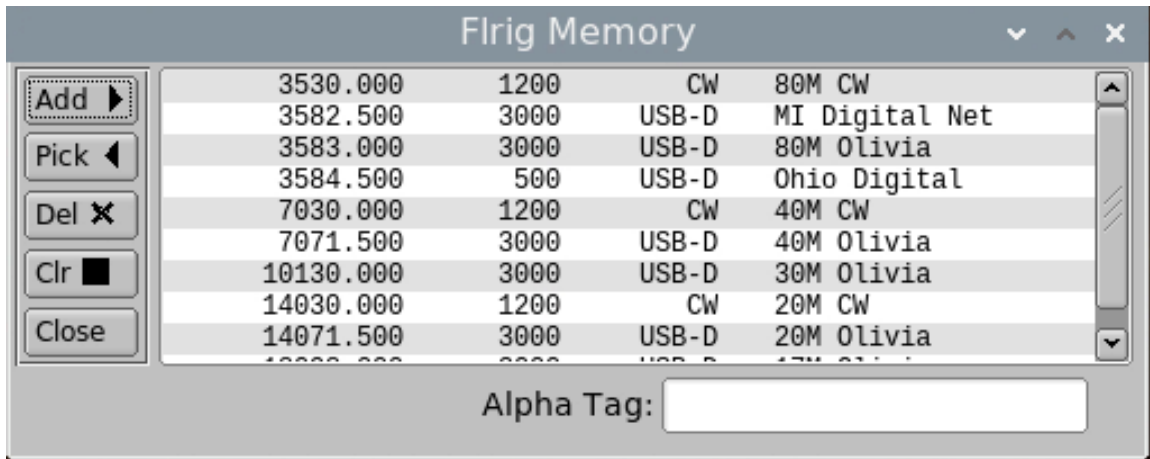 Flrig Memory
Add
Pick
Del
Clr
Close
3530.000 1200 CW 80M CW
3582.500 3000 USB-D MI Digital Net
3583.000 3000 USB-D 80M Olivia
3584.500 500 USB-D Ohio Digital
7030.000 1200 CW 40M CW
7071.500 3000 USB-D 40M Olivia
10130.000 3000 USB-D 30M Olivia
14030.000 1200 CW 20M CW
14071.500 3000 USB-D 20M Olivia
Alpha Tag: